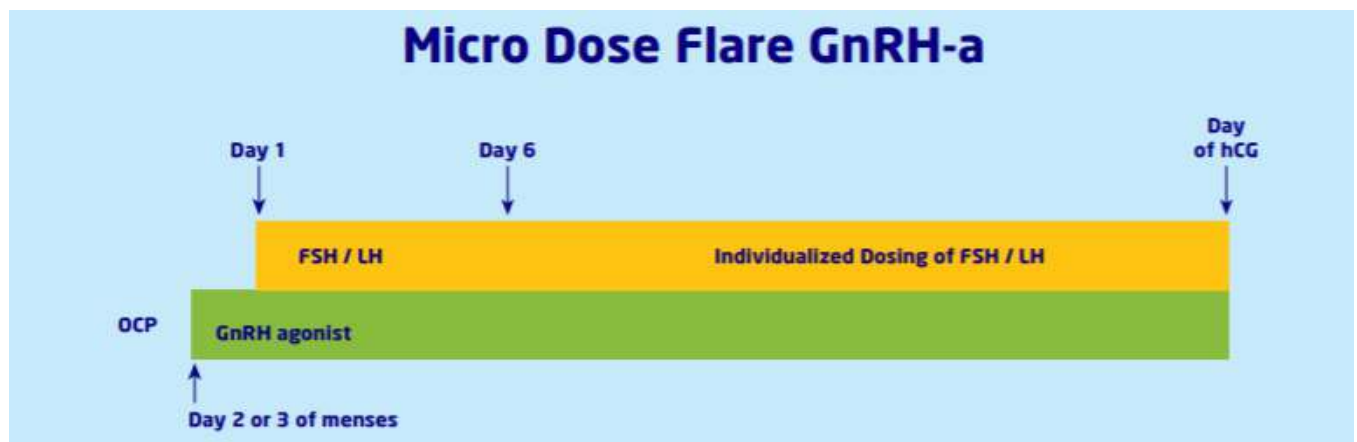 Micro Dose Flare GnRH-a
Day 1
Day 6
Day
of hCG
FSH / LH
Individualized Dosing of FSH / LH
OCP
GnRH agonist
Day 2 or 3 of menses